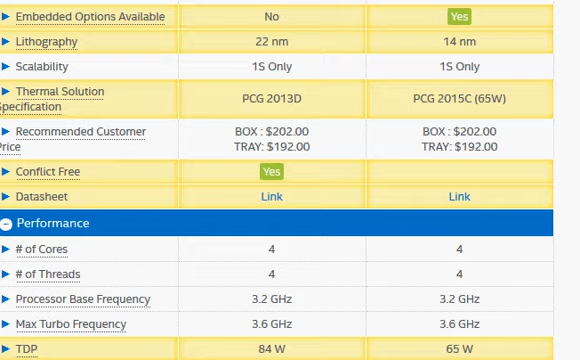 Embedded Options Available No Yes
Lithography 22 nm 14 nm
Scalability 1S Only 1S Only
Thermal Solution
Specification PCG 2013D PCG 2015C (65W)
Recommended Customer BOX : $202.00 BOX : $202.00
Price TRAY: $192.00 TRAY: $192.00
Conflict Free Yes
Datasheet Link Link
Performance
# of Cores 4 4
# of Threads 4 4
Processor Base Frequency 3.2 GHz 3.2 GHz
Max Turbo Frequency 3.6 GHz 3.6 GHz
TDP 84 W 65 W